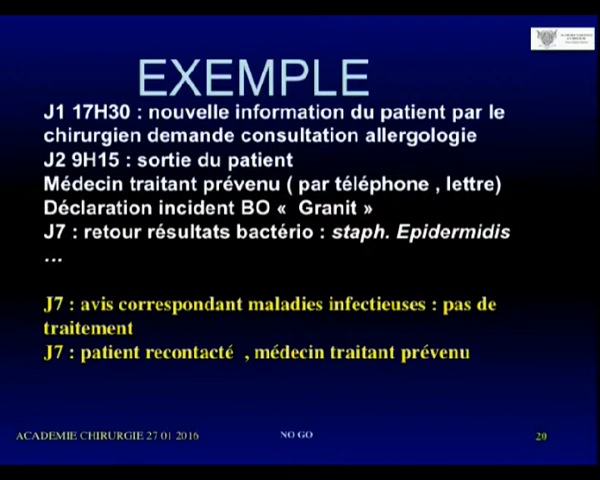 EXEMPLE
J1 17H30 : nouvelle information du patient par le
chirurgien demande consultation allergologie
J2 9H15 : sortie du patient
Médecin traitant prévenu ( par téléphone , lettre)
Déclaration incident BO « Granit »
J7 : retour résultats bactério : staph. Epidermidis
...
J7 : avis correspondant maladies infectieuses : pas de
traitement
J7 : patient recontacté , médecin traitant prévenu
ACADEMIE CHIRURGIE 27 01 2016
NO GO
20